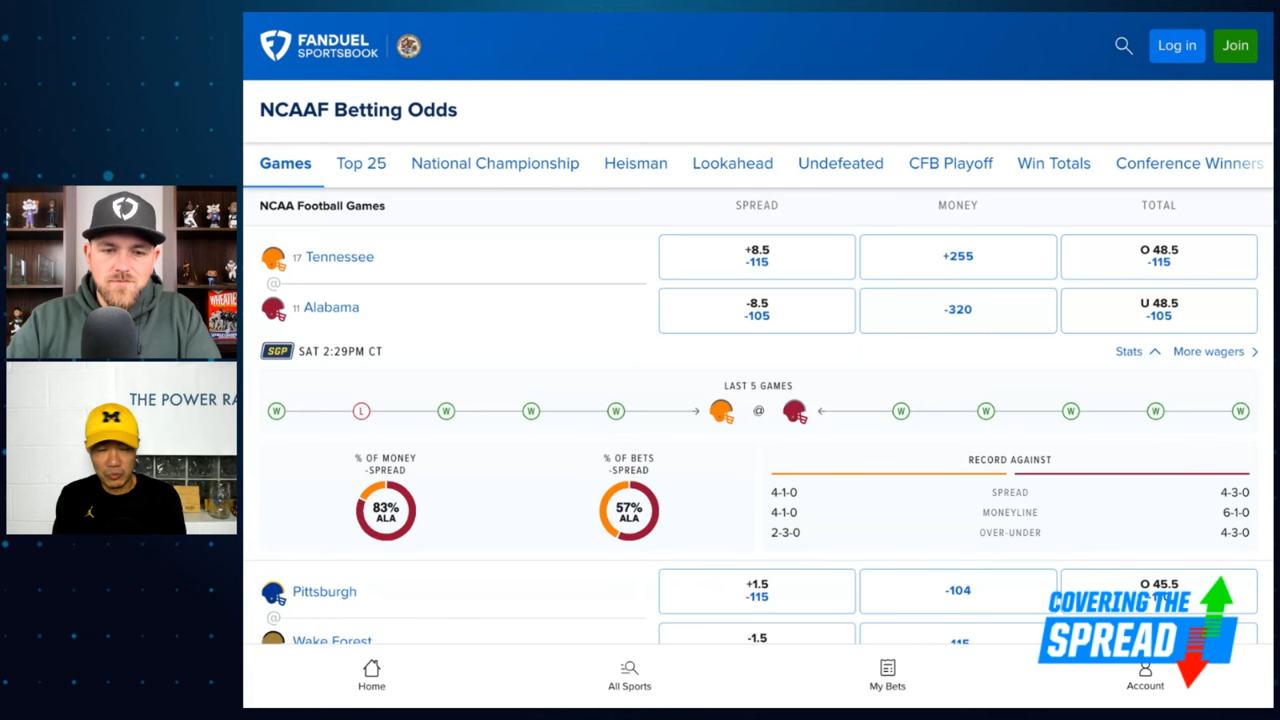 FANDUEL
SPORTSBOOK
Log in
Join
NCAAF Betting Odds
Games
Top 25
National Championship
Heisman
Lookahead
Undefeated
CFB Playoff
Win Totals
Conference Winners
NCAA Football Games
SPREAD
MONEY
TOTAL
17 Tennessee
+8.5
-115
+255
O 48.5
-115
@
11 Alabama
-8.5
-105
-320
U 48.5
-105
SGP SAT 2:29PM CT
Stats
More wagers
LAST 5 GAMES
W
L
W
W
W
@
W
W
W
W
W
% OF MONEY
-SPREAD
83%
ALA
% OF BETS
-SPREAD
57%
ALA
RECORD AGAINST
4-1-0 SPREAD 4-3-0
4-1-0 MONEYLINE 6-1-0
2-3-0 OVER-UNDER 4-3-0
Pittsburgh
+1.5
-115
-104
O 45.5
@
Wake Forest
-1.5
-115
Home
All Sports
My Bets
Account
WHEATIES
M
THE POWER RA
COVERING THE
SPREAD